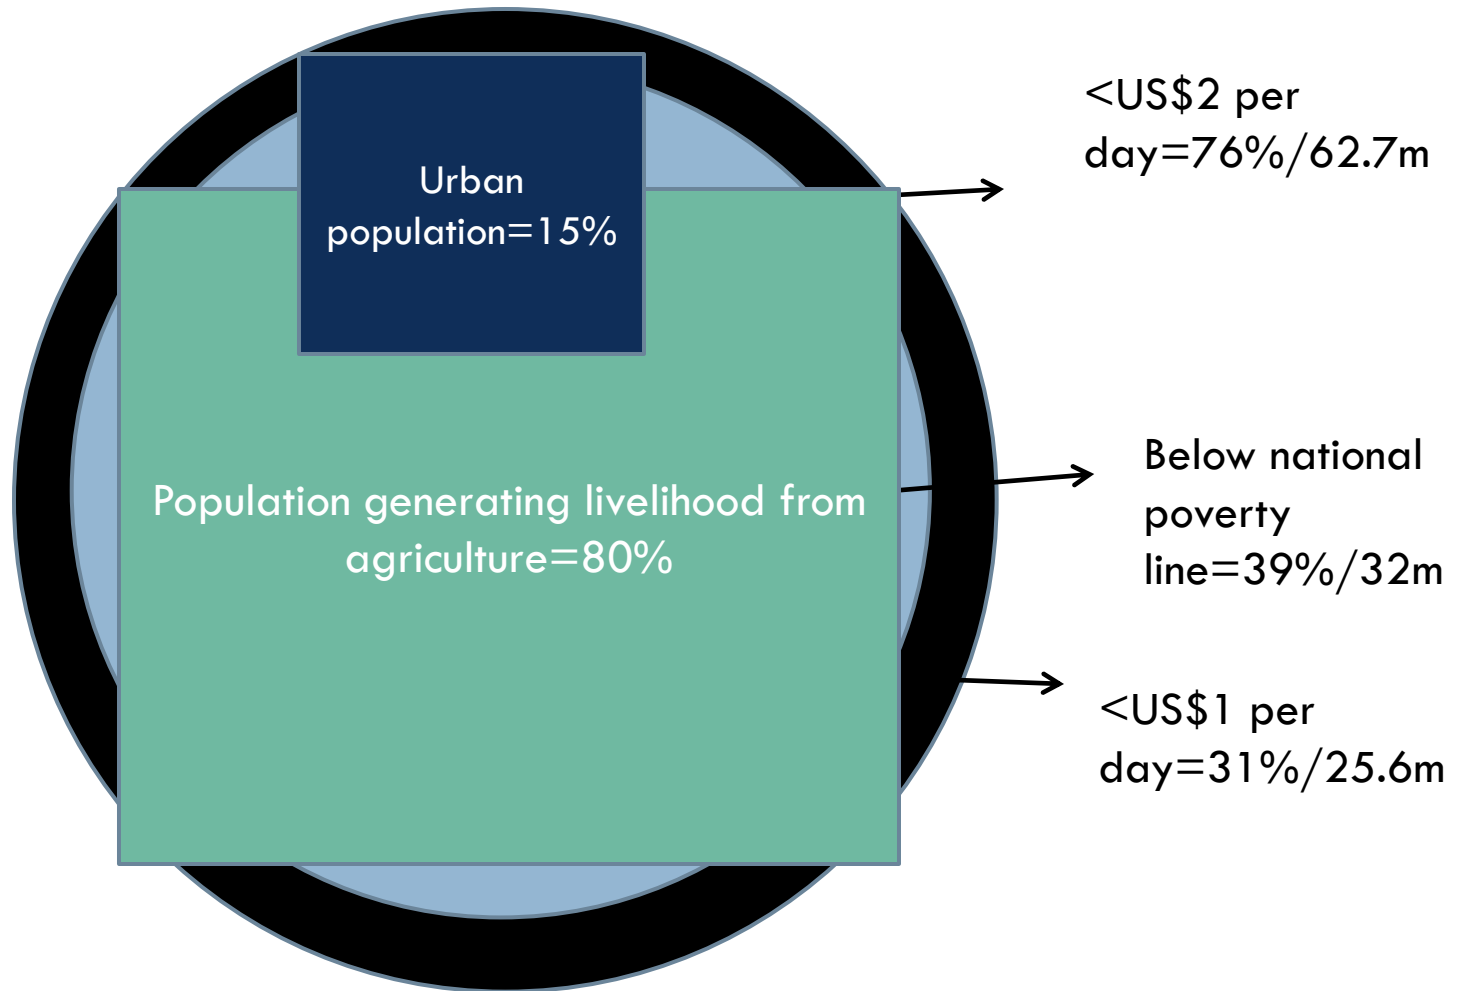 <US$2 per
day=76%/62.7m
Urban
population=15%
Below national
poverty
line=39%/32m
Population generating livelihood from
agriculture=80%
<US$1 per
day=31%/25.6m